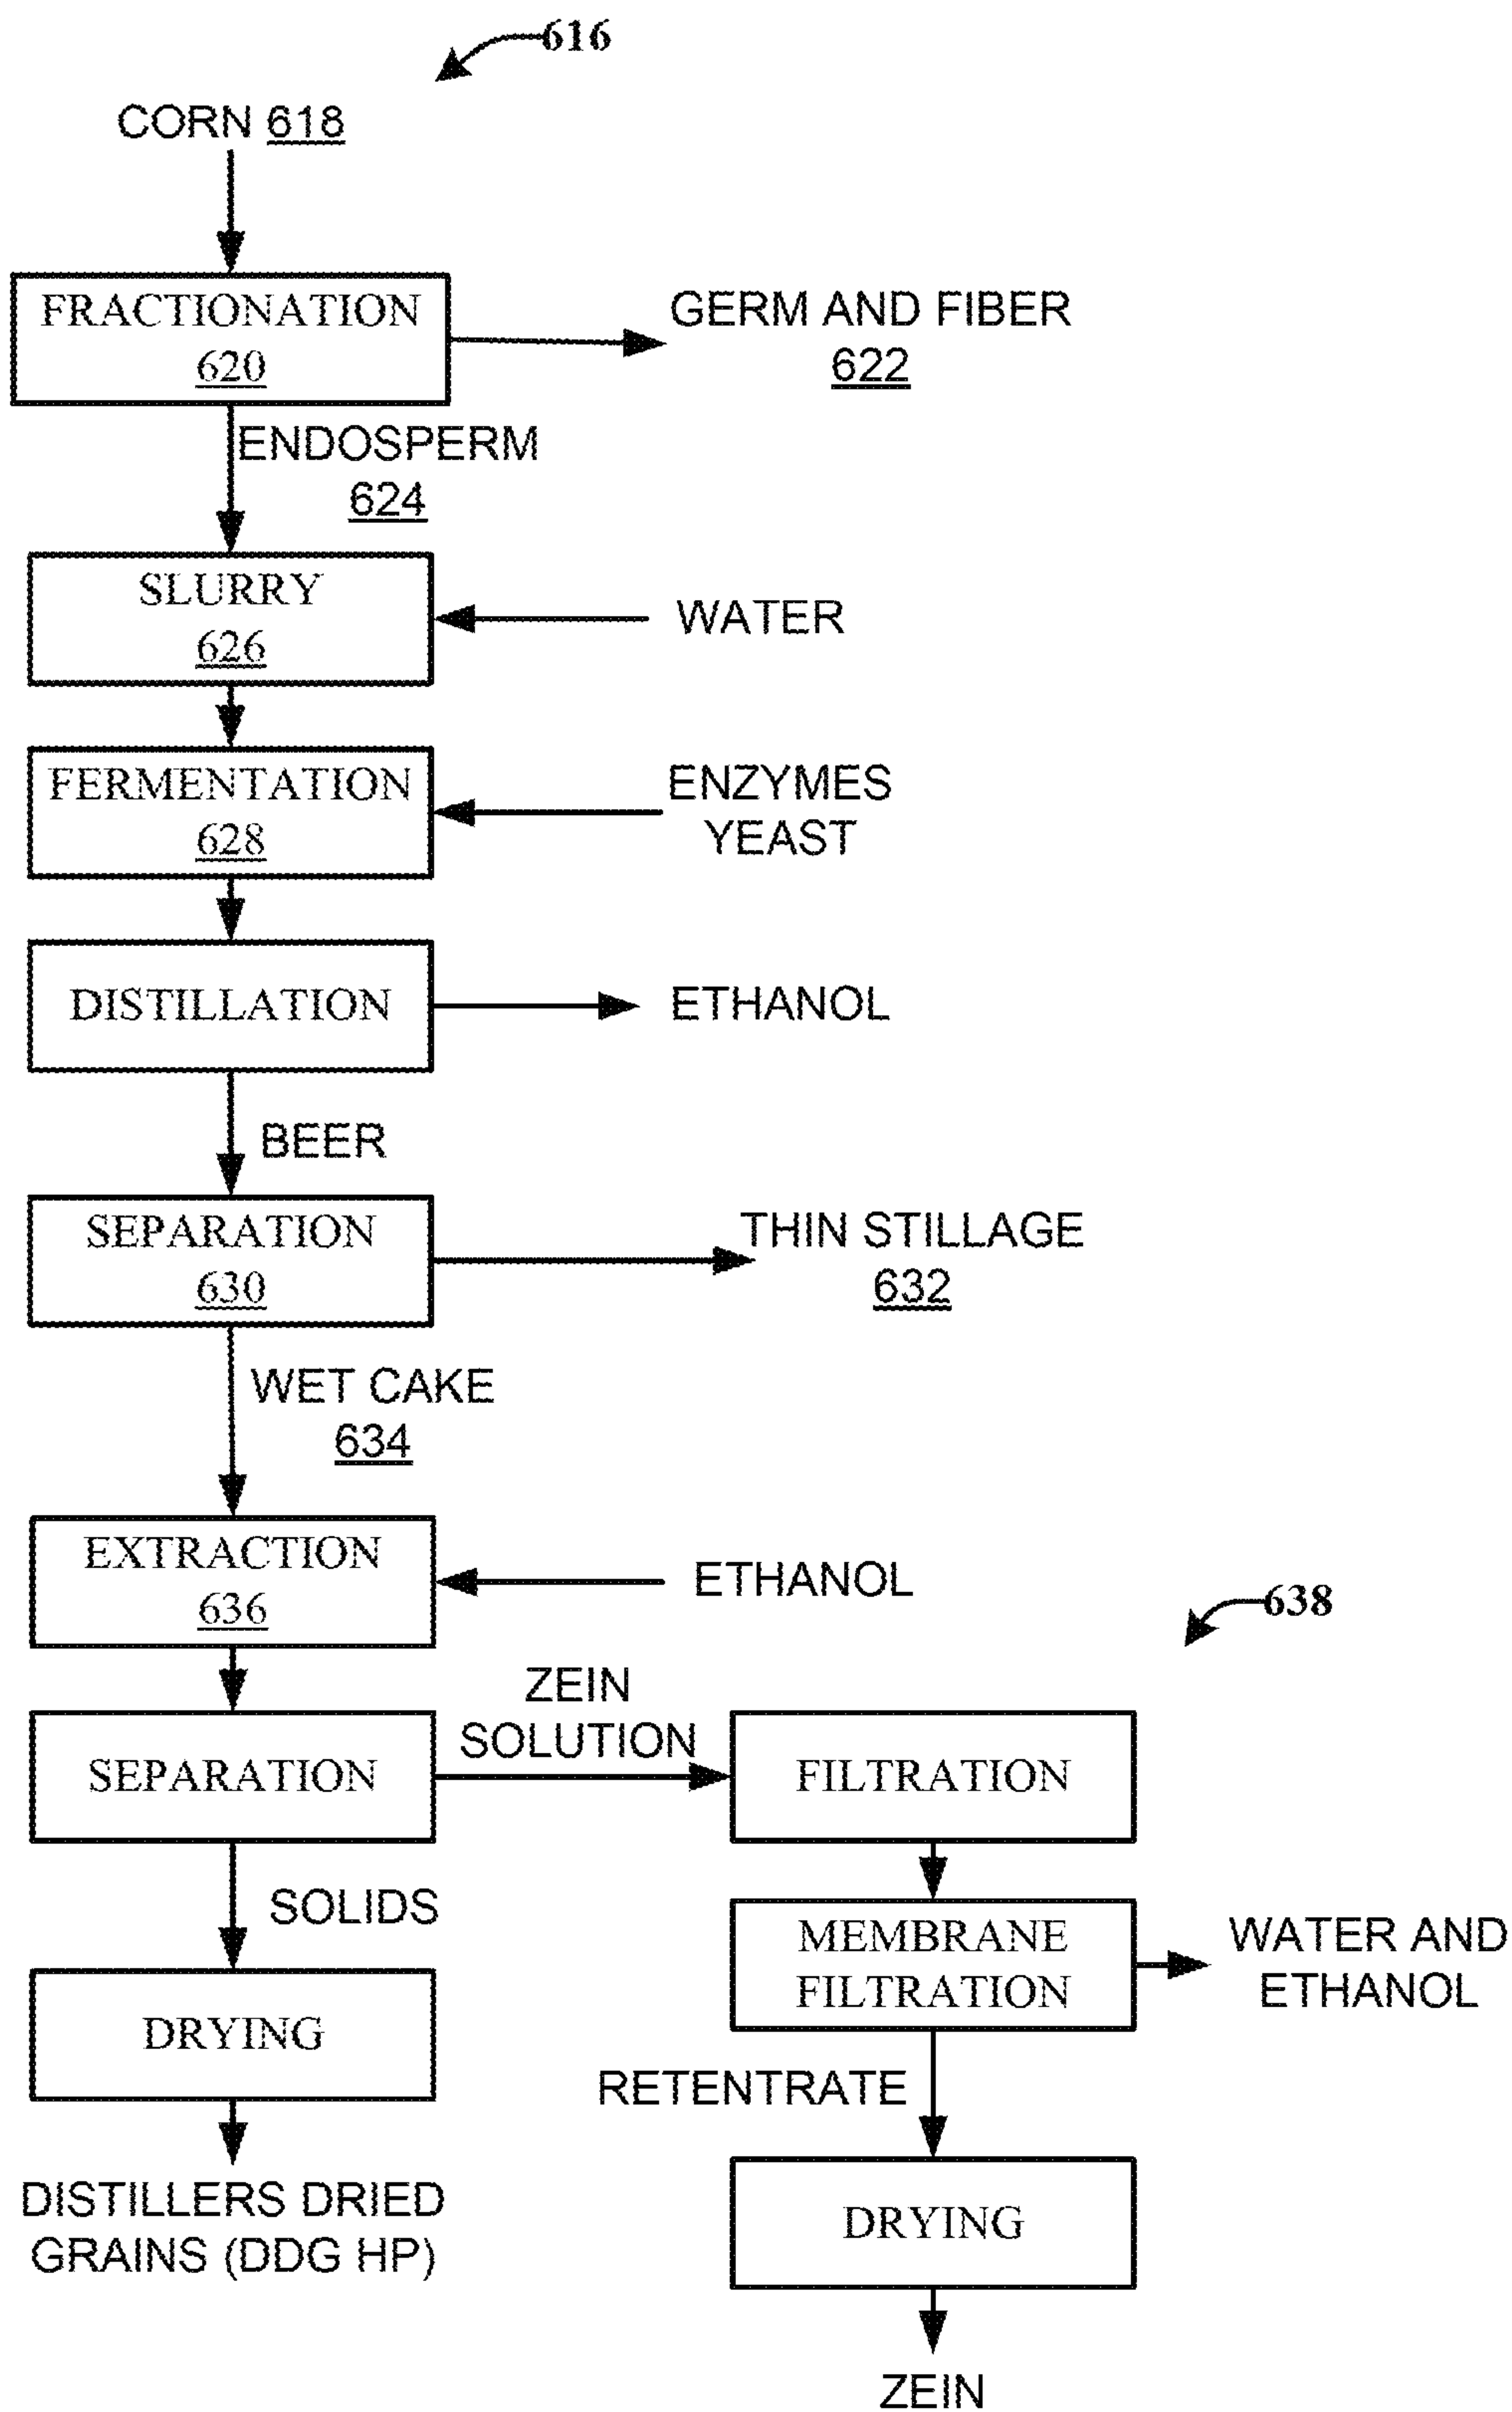 616
CORN 618
FRACTIONATION
620
GERM AND FIBER
622
ENDOSPERM
624
SLURRY
626
WATER
FERMENTATION
628
ENZYMES
YEAST
DISTILLATION
ETHANOL
BEER
SEPARATION
630
THIN STILLAGE
632
WET CAKE
634
EXTRACTION
636
ETHANOL
638
SEPARATION
ZEIN
SOLUTION
FILTRATION
SOLIDS
MEMBRANE
FILTRATION
WATER AND
ETHANOL
DRYING
RETENTRATE
DISTILLERS DRIED
GRAINS (DDG HP)
DRYING
ZEIN